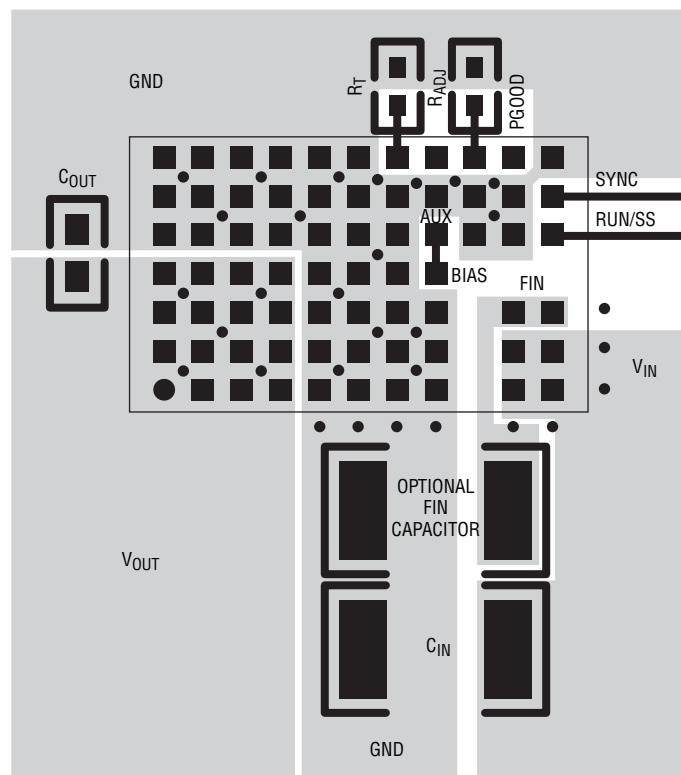 GND
RT
RADJ
PGOOD
COUT
SYNC
AUX
RUN/SS
BIAS
FIN
VIN
OPTIONAL
FIN
CAPACITOR
VOUT
CIN
GND